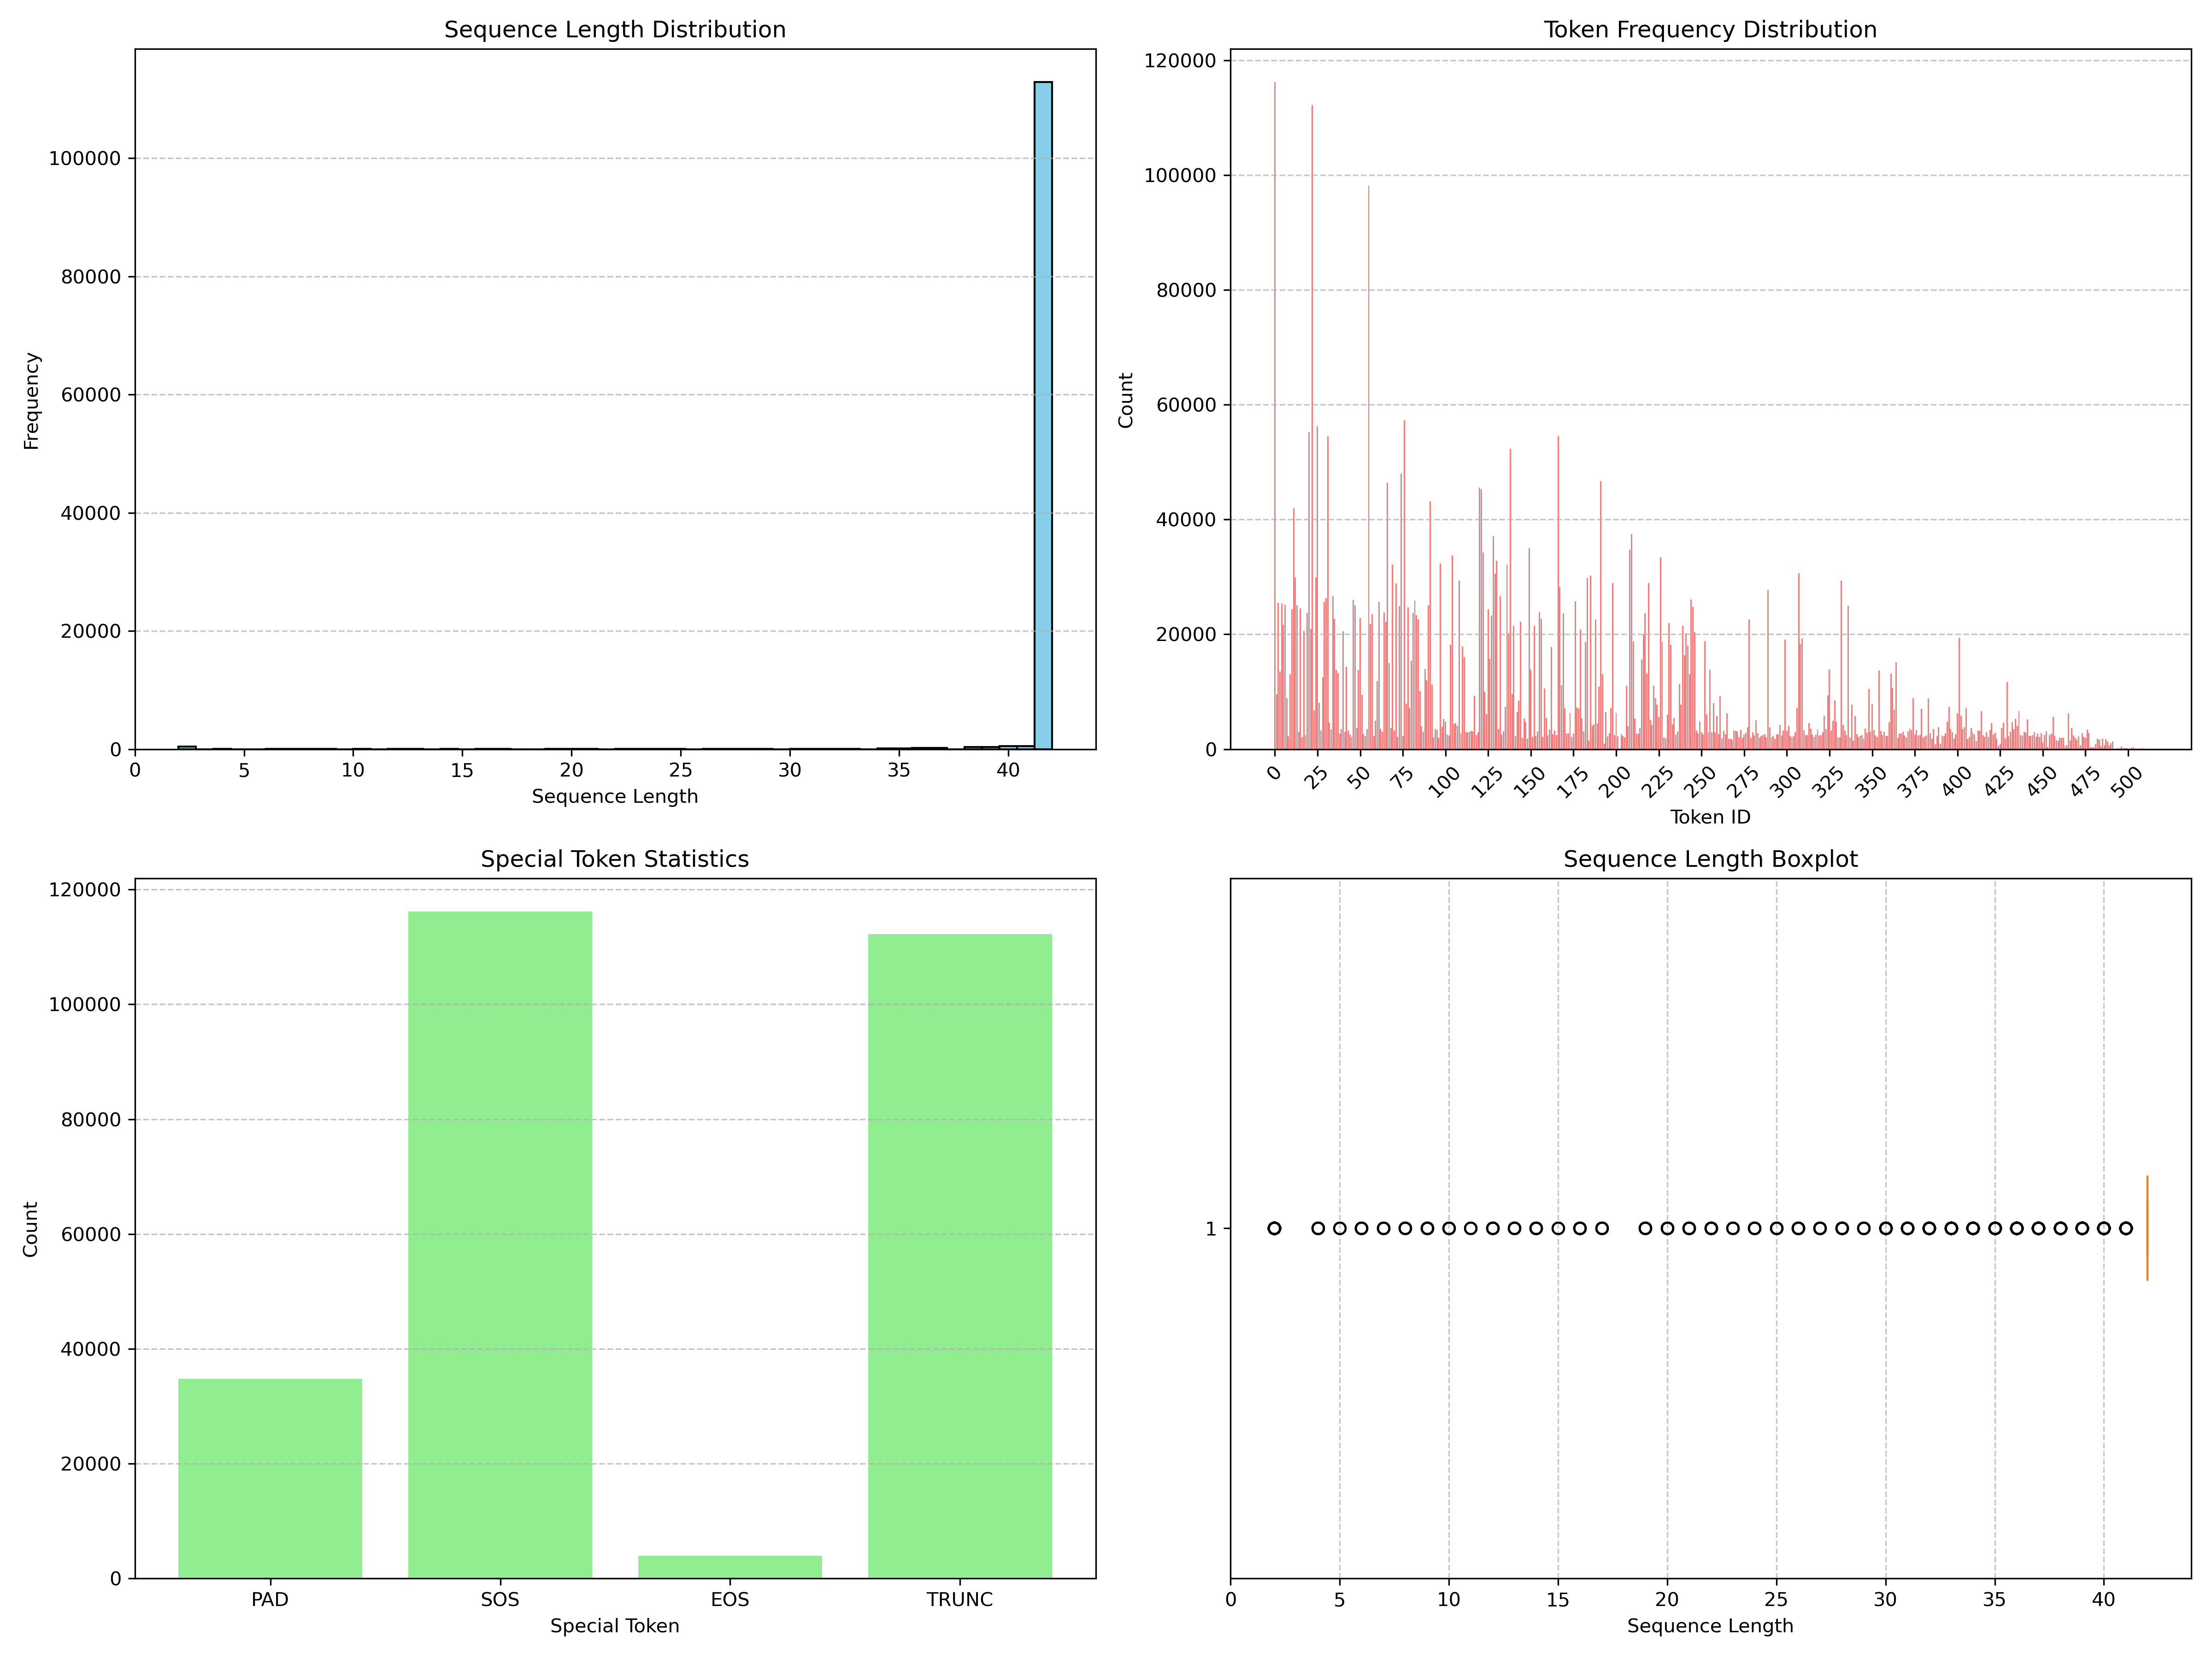 Sequence Length Distribution
Frequency
100000
80000
60000
40000
20000
0
0 5 10 15 20 25 30 35 40
Sequence Length
Token Frequency Distribution
Count
120000
100000
80000
60000
40000
20000
0
0 25 50 75 100 125 150 175 200 225 250 275 300 325 350 375 400 425 450 475 500
Token ID
Special Token Statistics
Count
120000
100000
80000
60000
40000
20000
0
PAD SOS EOS TRUNC
Special Token
Sequence Length Boxplot
1
0 5 10 15 20 25 30 35 40
Sequence Length